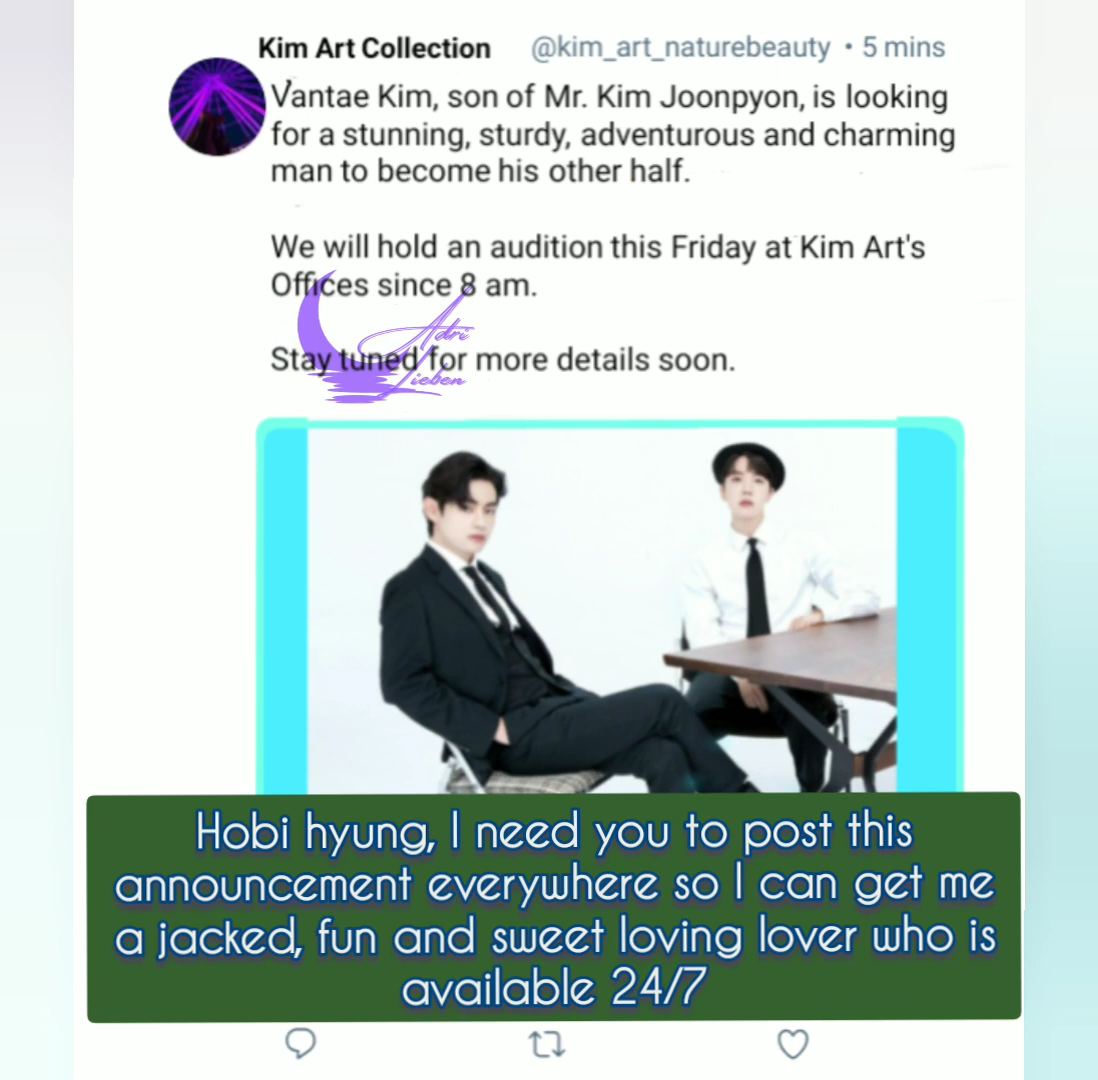 Kim Art Collection @kim_art_naturebeauty • 5 mins
Vantae Kim, son of Mr. Kim Joonpyon, is looking
for a stunning, sturdy, adventurous and charming
man to become his other half.
We will hold an audition this Friday at Kim Art's
Offices since 8 am.
Adri
Stay tuned for more details soon.
Lieben
Hobi hyung, I need you to post this
announcement everywhere so I can get me
a jacked, fun and sweet loving lover who is
available 24/7